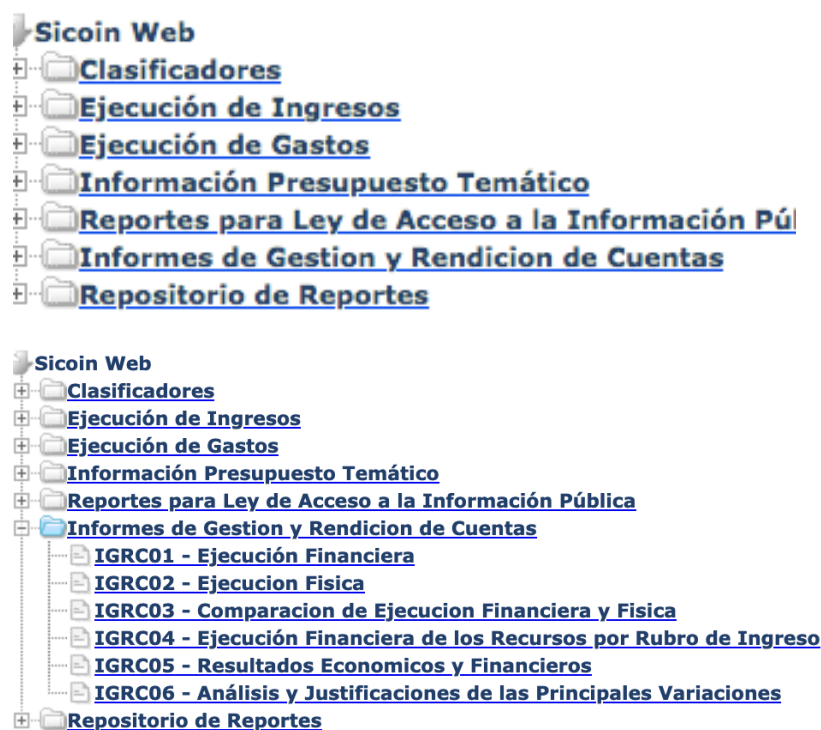 Sicoin Web
Clasificadores
Ejecución de Ingresos
Ejecución de Gastos
Información Presupuesto Temático
Reportes para Ley de Acceso a la Información Pú
Informes de Gestion y Rendicion de Cuentas
Repositorio de Reportes
Sicoin Web
Clasificadores
Ejecución de Ingresos
Ejecución de Gastos
Información Presupuesto Temático
Reportes para Ley de Acceso a la Información Pública
Informes de Gestion y Rendicion de Cuentas
IGRC01 - Ejecución Financiera
IGRC02 - Ejecucion Fisica
IGRC03 - Comparacion de Ejecucion Financiera y Fisica
IGRC04 - Ejecución Financiera de los Recursos por Rubro de Ingreso
IGRC05 - Resultados Economicos y Financieros
IGRC06 - Análisis y Justificaciones de las Principales Variaciones
Repositorio de Reportes